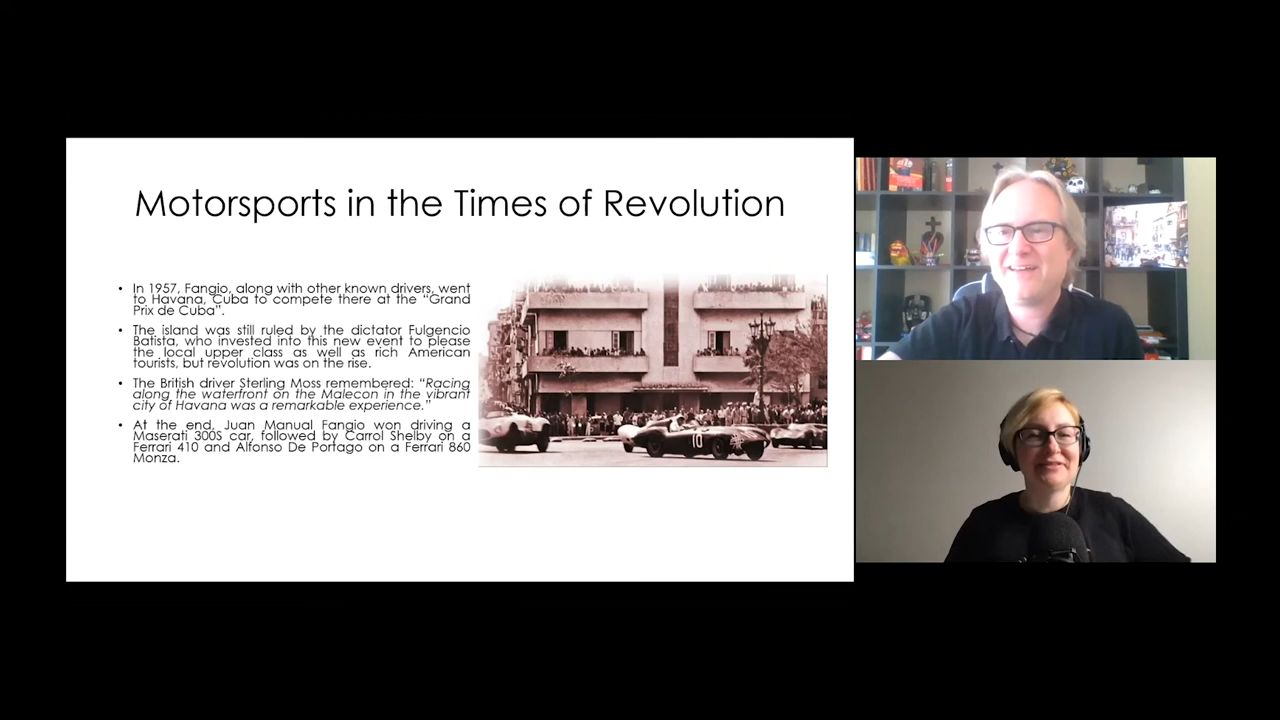 Motorsports in the Times of Revolution
• In 1957, Fangio, along with other known drivers, went
to Havana, Cuba to compete there at the “Grand
Prix de Cuba”.
• The island was still ruled by the dictator Fulgencio
Batista, who invested into this new event to please
the local upper class as well as rich American
tourists, but revolution was on the rise.
• The British driver Sterling Moss remembered: “Racing
along the waterfront on the Malecon in the vibrant
city of Havana was a remarkable experience.”
• At the end, Juan Manual Fangio won driving a
Maserati 300S car, followed by Carrol Shelby on a
Ferrari 410 and Alfonso De Portago on a Ferrari 860
Monza.
10